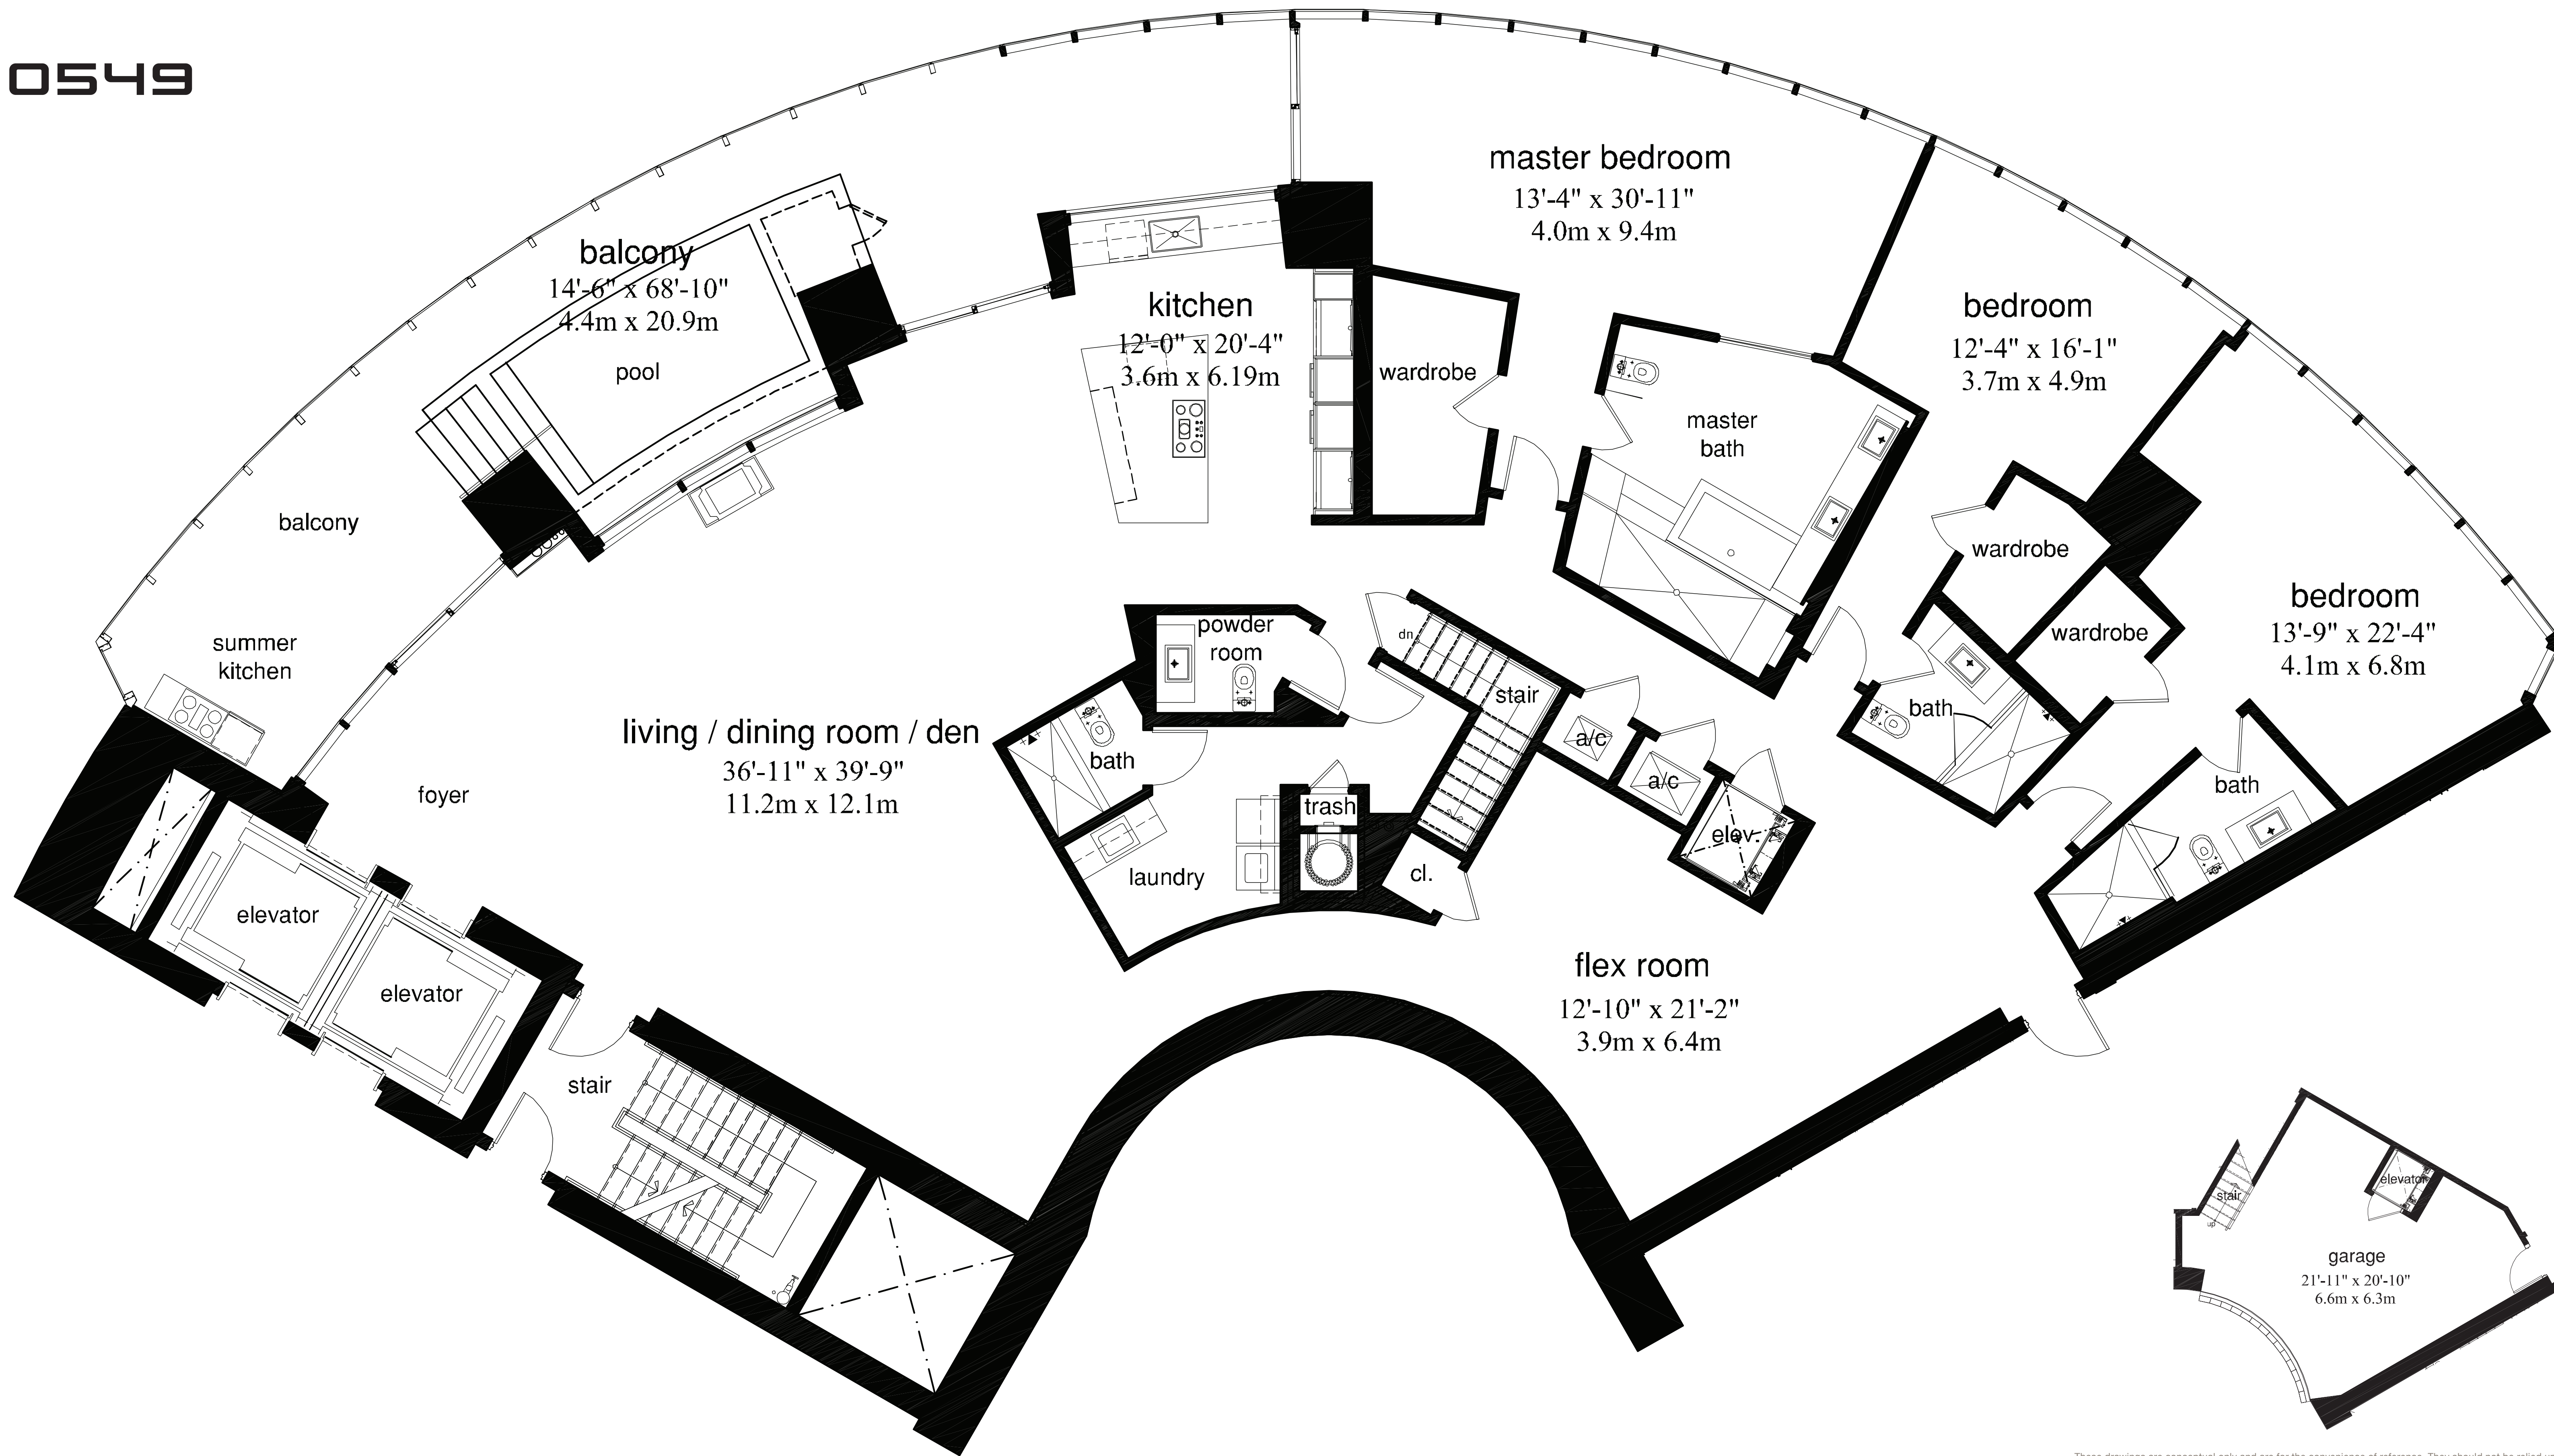 0549
balcony
14'-6" x 68'-10"
4.4m x 20.9m
pool
balcony
summer
kitchen
kitchen
12'-0" x 20'-4"
3.6m x 6.19m
wardrobe
master bedroom
13'-4" x 30'-11"
4.0m x 9.4m
master
bath
bedroom
12'-4" x 16'-1"
3.7m x 4.9m
wardrobe
wardrobe
bedroom
13'-9" x 22'-4"
4.1m x 6.8m
bath
bath
living / dining room / den
36'-11" x 39'-9"
11.2m x 12.1m
foyer
elevator
elevator
stair
powder
room
bath
laundry
trash
cl.
dn
stair
a/c
a/c
elev.
flex room
12'-10" x 21'-2"
3.9m x 6.4m
stair
up
elevator
garage
21'-11" x 20'-10"
6.6m x 6.3m